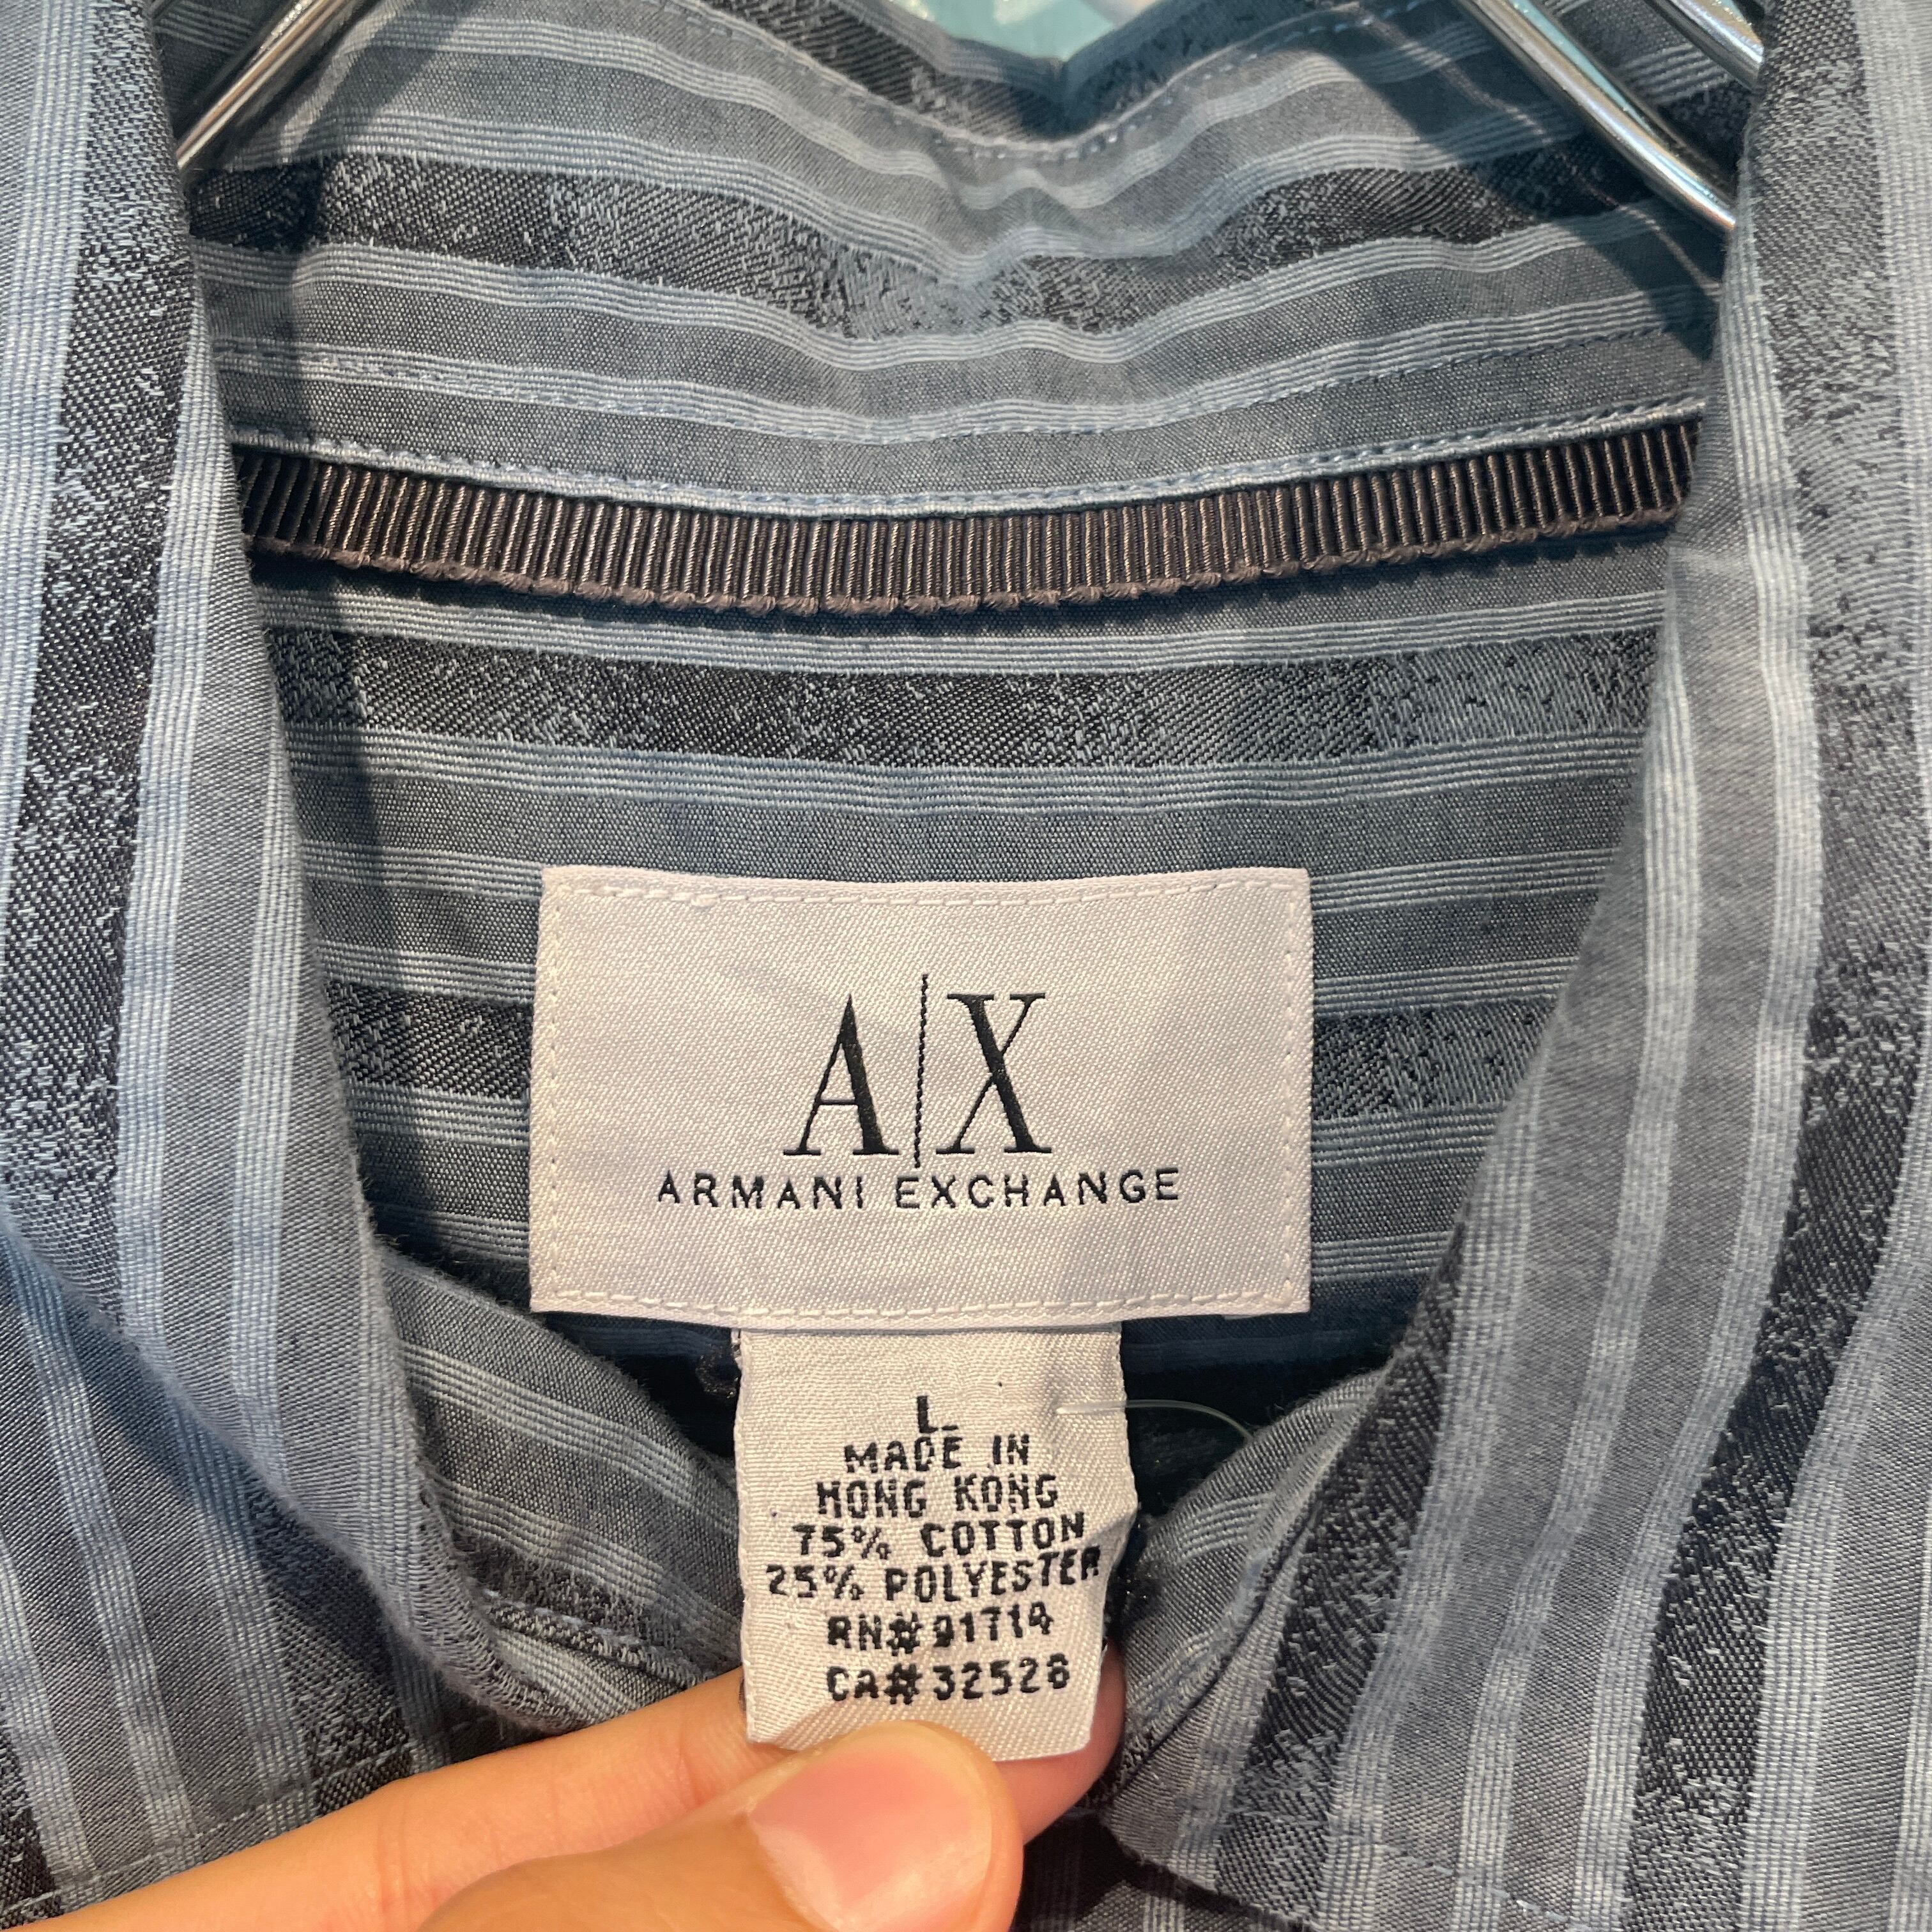 A|X
ARMANI EXCHANGE
L
MADE IN
HONG KONG
75% COTTON
25% POLYESTER
RN# 91714
CA# 32528